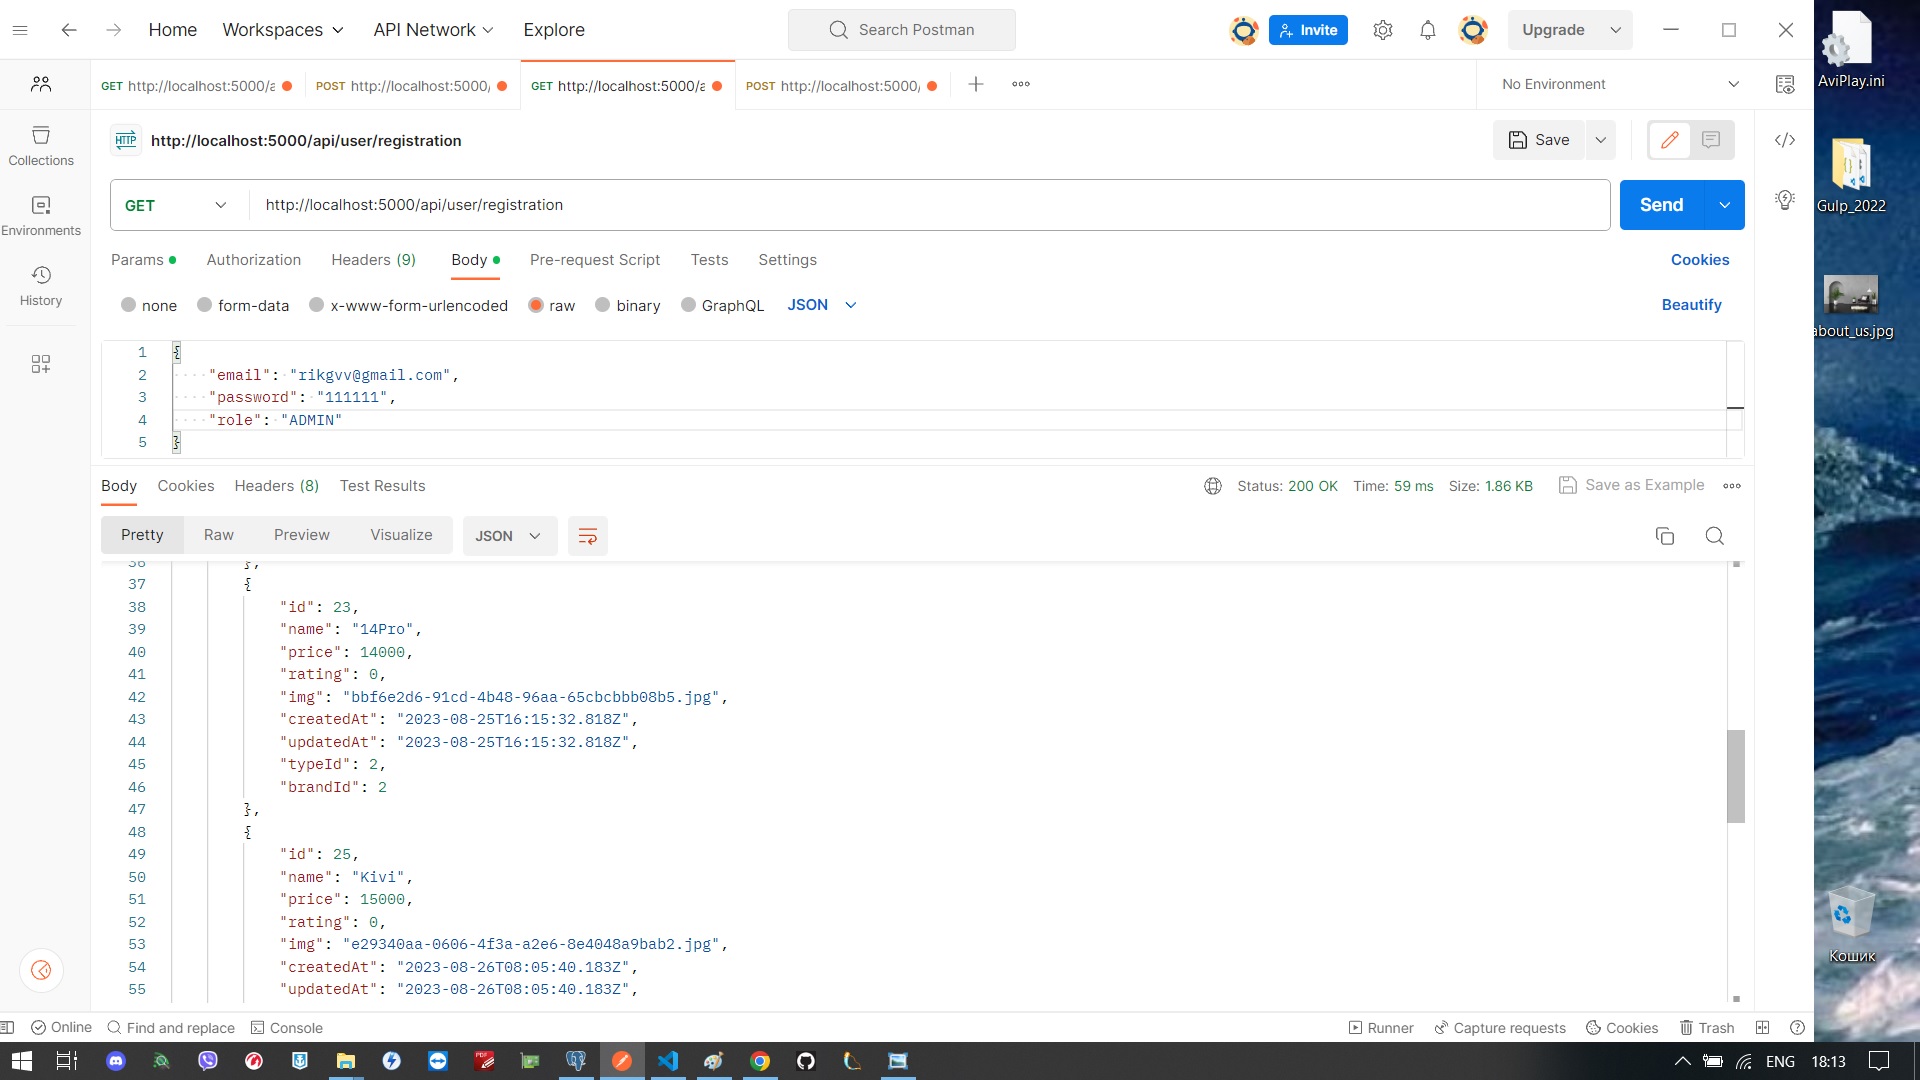 Home
Workspaces
API Network
Explore
Search Postman
Invite
Upgrade
GET http://localhost:5000/a
POST http://localhost:5000/
GET http://localhost:5000/a
POST http://localhost:5000/
No Environment
HTTP http://localhost:5000/api/user/registration
Save
GET
http://localhost:5000/api/user/registration
Send
Params
Authorization
Headers (9)
Body
Pre-request Script
Tests
Settings
Cookies
none
form-data
x-www-form-urlencoded
raw
binary
GraphQL
JSON
Beautify
1 {
2 "email": "rikgvv@gmail.com",
3 "password": "111111",
4 "role": "ADMIN"
5 }
Collections
Environments
History
Body
Cookies
Headers (8)
Test Results
Status: 200 OK
Time: 59 ms
Size: 1.86 KB
Save as Example
Pretty
Raw
Preview
Visualize
JSON
36 },
37 {
38 "id": 23,
39 "name": "14Pro",
40 "price": 14000,
41 "rating": 0,
42 "img": "bbf6e2d6-91cd-4b48-96aa-65cbcbbb08b5.jpg",
43 "createdAt": "2023-08-25T16:15:32.818Z",
44 "updatedAt": "2023-08-25T16:15:32.818Z",
45 "typeId": 2,
46 "brandId": 2
47 },
48 {
49 "id": 25,
50 "name": "Kivi",
51 "price": 15000,
52 "rating": 0,
53 "img": "e29340aa-0606-4f3a-a2e6-8e4048a9bab2.jpg",
54 "createdAt": "2023-08-26T08:05:40.183Z",
55 "updatedAt": "2023-08-26T08:05:40.183Z",
Online
Find and replace
Console
Runner
Capture requests
Cookies
Trash
AviPlay.ini
Gulp_2022
about_us.jpg
Кошик
PDF
ENG
18:13